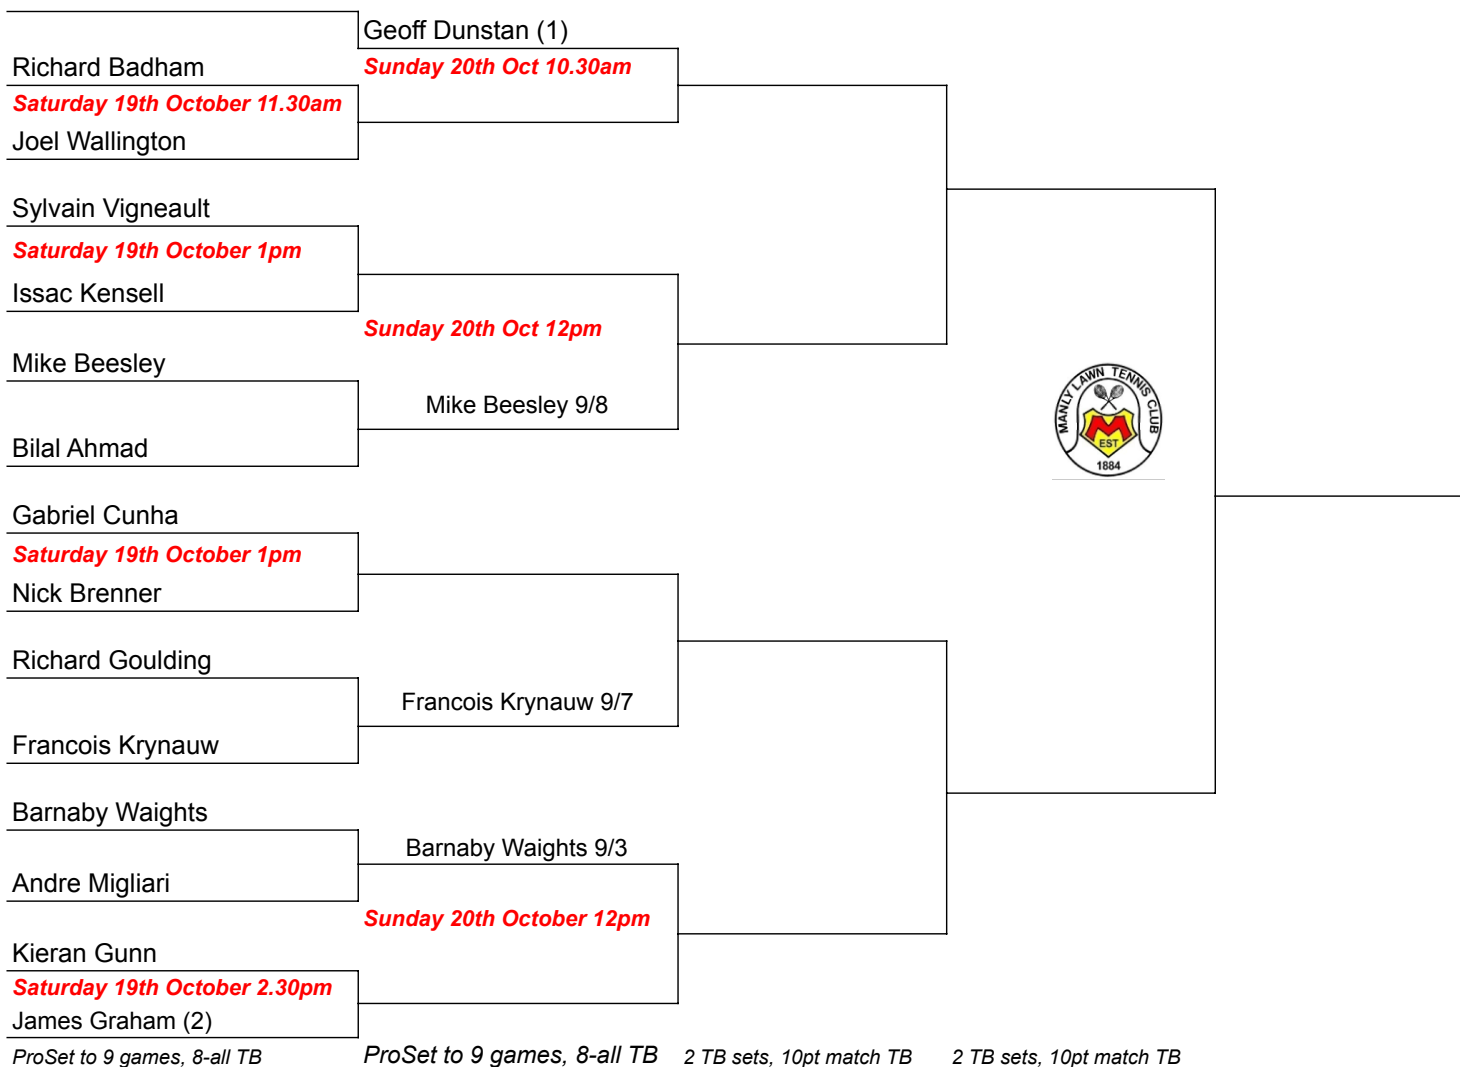 Geoff Dunstan (1)
Richard Badham
Sunday 20th Oct 10.30am
Saturday 19th October 11.30am
Joel Wallington
Sylvain Vigneault
Saturday 19th October 1pm
Issac Kensell
Sunday 20th Oct 12pm
Mike Beesley
Mike Beesley 9/8
Bilal Ahmad
MANLY LAWN TENNIS CLUB
M
EST
1884
Gabriel Cunha
Saturday 19th October 1pm
Nick Brenner
Richard Goulding
Francois Krynauw 9/7
Francois Krynauw
Barnaby Waights
Barnaby Waights 9/3
Andre Migliari
Sunday 20th October 12pm
Kieran Gunn
Saturday 19th October 2.30pm
James Graham (2)
ProSet to 9 games, 8-all TB
ProSet to 9 games, 8-all TB
2 TB sets, 10pt match TB
2 TB sets, 10pt match TB